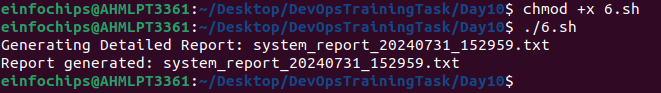 einfochips@AHMLPT3361:~/Desktop/DevOpsTrainingTask/Day10$ chmod +x 6.sh
einfochips@AHMLPT3361:~/Desktop/DevOpsTrainingTask/Day10$ ./6.sh
Generating Detailed Report: system_report_20240731_152959.txt
Report generated: system_report_20240731_152959.txt
einfochips@AHMLPT3361:~/Desktop/DevOpsTrainingTask/Day10$